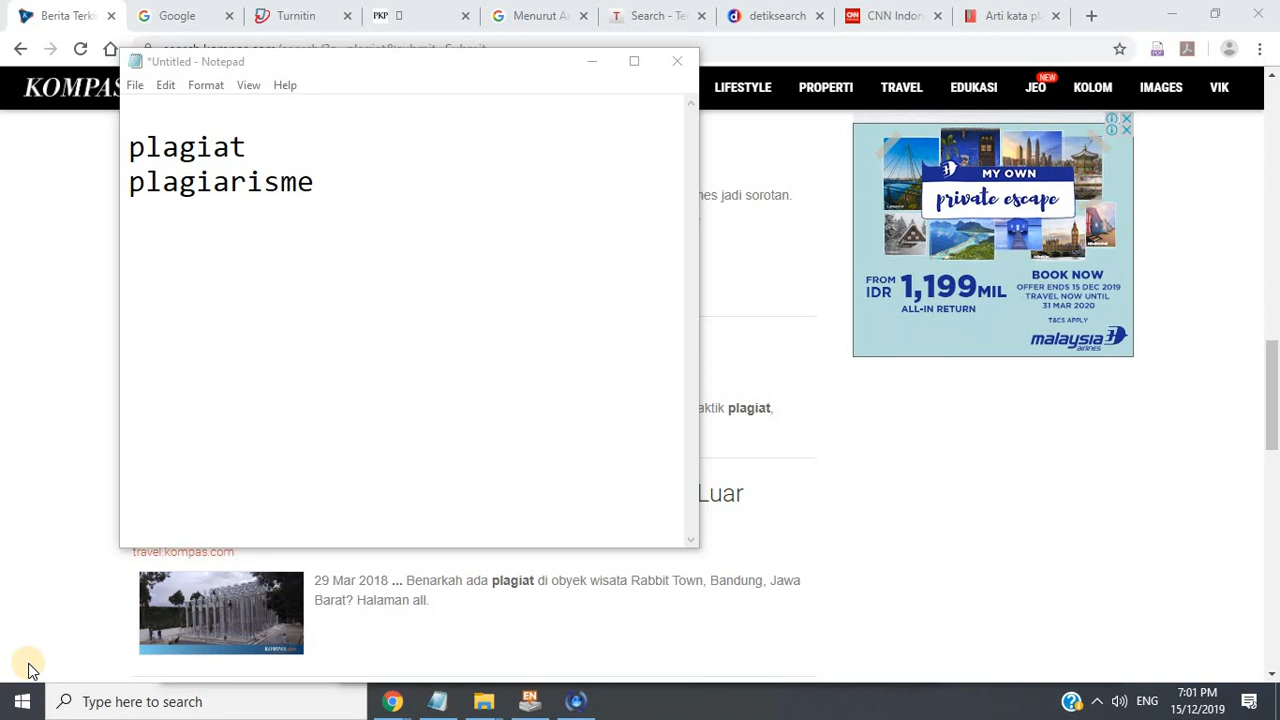 Berita Terki
Google
Turnitin
PKP
Menurut A
Search - Te
detiksearch
CNN Indon
Arti kata pl
*Untitled - Notepad
File Edit Format View Help
plagiat
plagiarisme
KOMPAS
LIFESTYLE PROPERTI TRAVEL EDUKASI JEO NEW KOLOM IMAGES VIK
nes jadi sorotan.
MY OWN
private escape
FROM
IDR 1,199MIL
ALL-IN RETURN
BOOK NOW
OFFER ENDS 15 DEC 2019
TRAVEL NOW UNTIL
31 MAR 2020
T&CS APPLY
malaysia
airlines
aktik plagiat,
Luar
travel.kompas.com
29 Mar 2018 ... Benarkah ada plagiat di obyek wisata Rabbit Town, Bandung, Jawa
Barat? Halaman all.
KOMPAS.com
Type here to search
EN
ENG
7:01 PM
15/12/2019